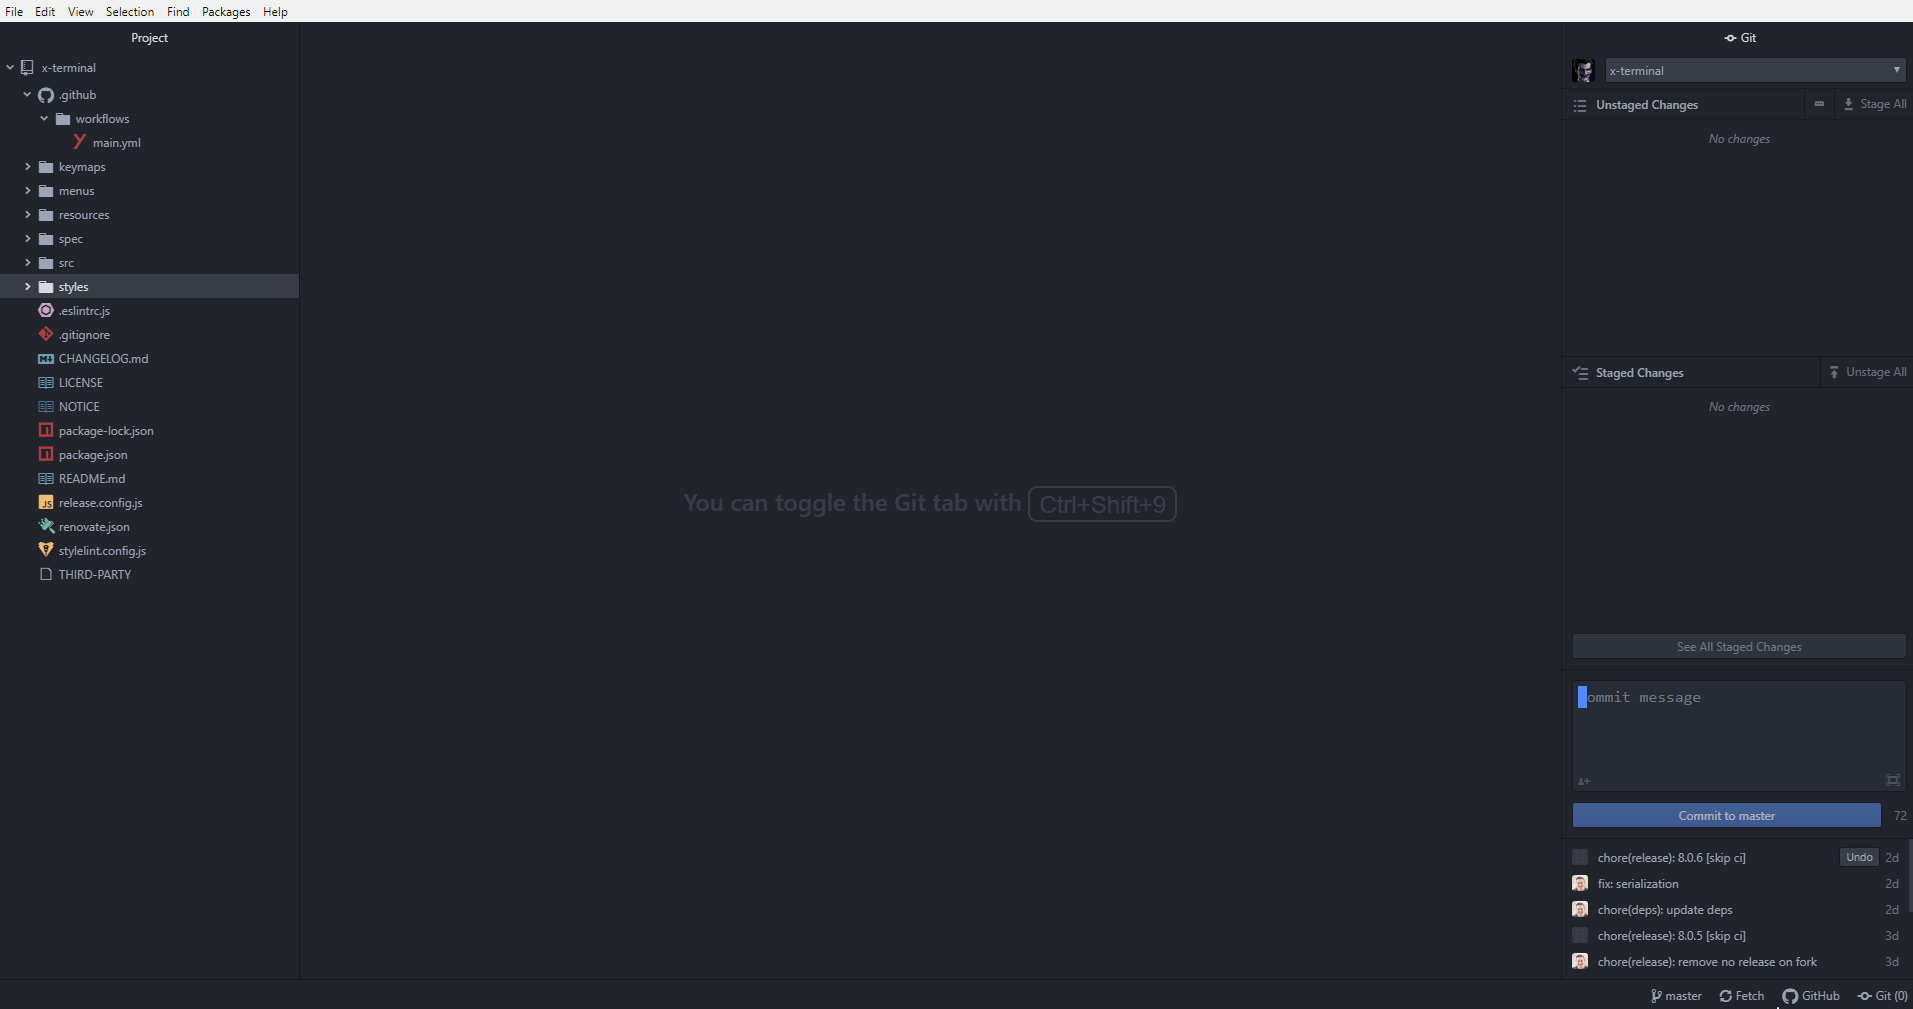 File Edit View Selection Find Packages Help
Project
x-terminal
.github
workflows
main.yml
keymaps
menus
resources
spec
src
styles
.eslintrc.js
.gitignore
CHANGELOG.md
LICENSE
NOTICE
package-lock.json
package.json
README.md
release.config.js
renovate.json
stylelint.config.js
THIRD-PARTY
You can toggle the Git tab with Ctrl+Shift+9
Git
x-terminal
Unstaged Changes Stage All
No changes
Staged Changes Unstage All
No changes
See All Staged Changes
ommit message
Commit to master 72
chore(release): 8.0.6 [skip ci] Undo 2d
fix: serialization 2d
chore(deps): update deps 2d
chore(release): 8.0.5 [skip ci] 3d
chore(release): remove no release on fork 3d
master Fetch GitHub Git (0)